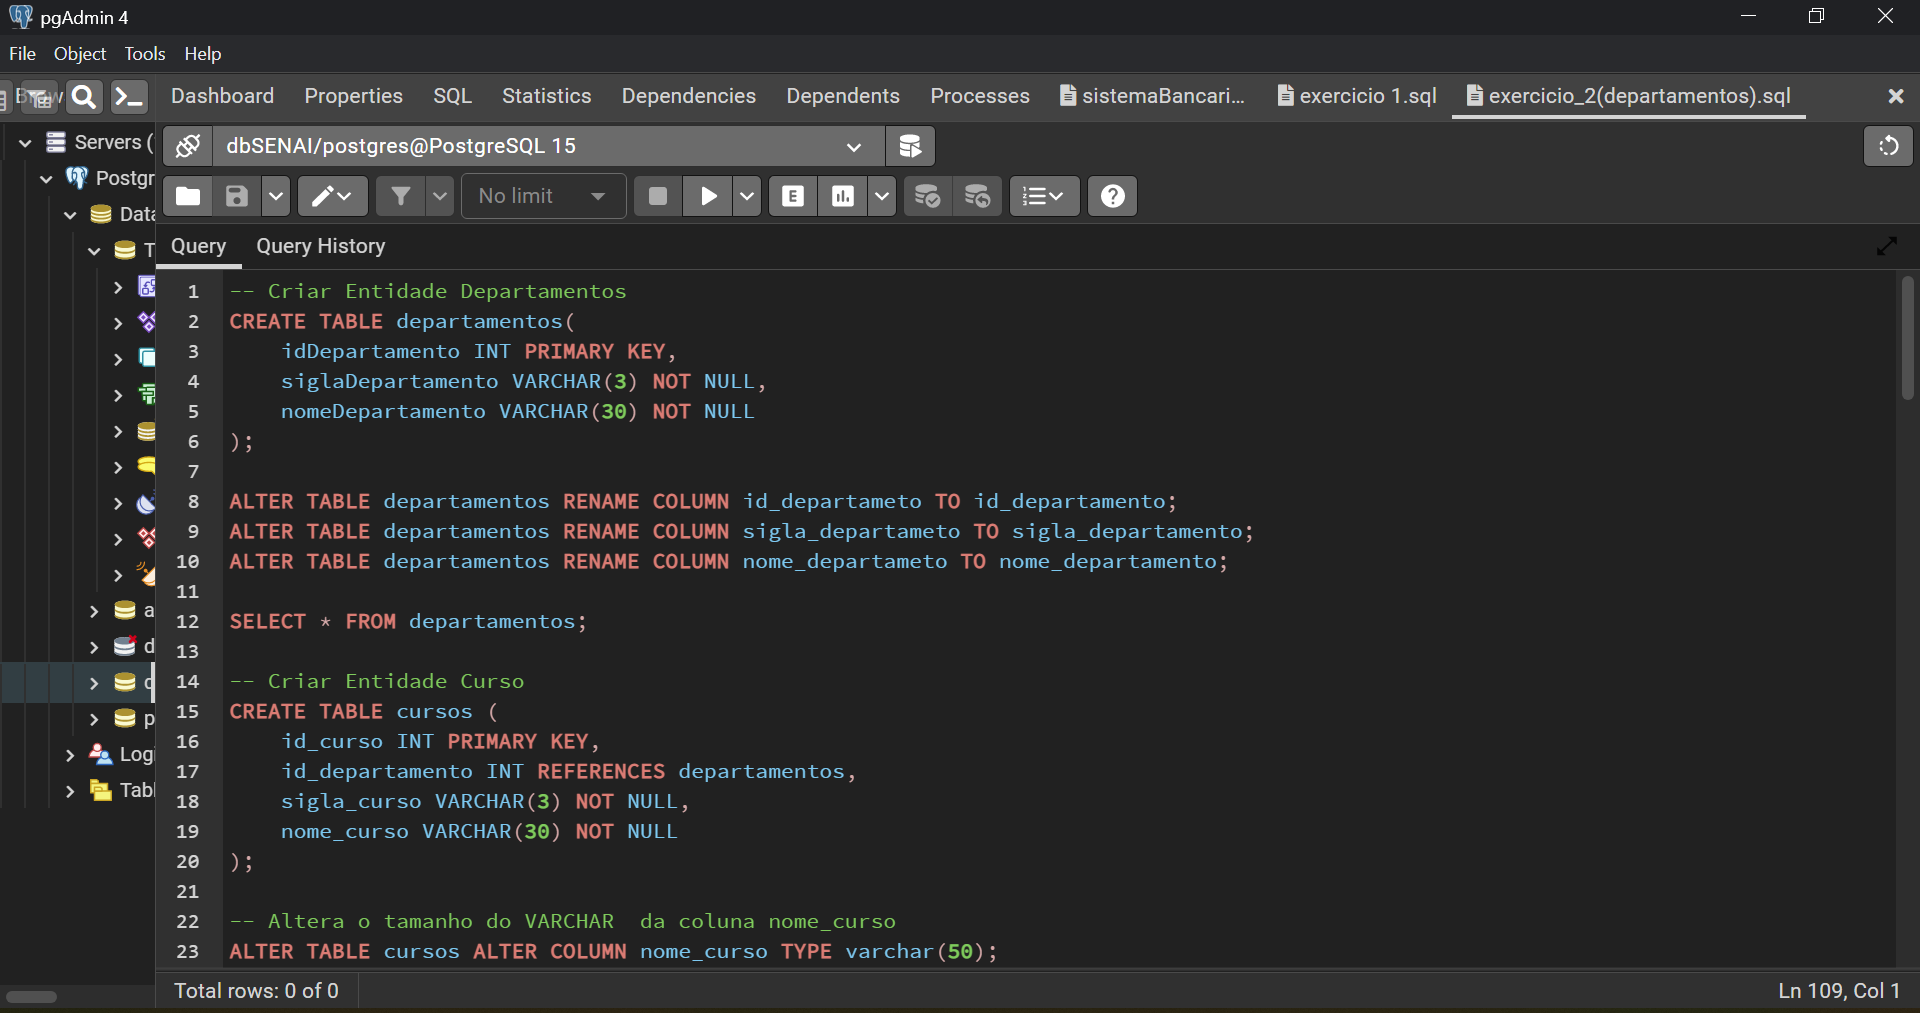 pgAdmin 4
File Object Tools Help
Dashboard Properties SQL Statistics Dependencies Dependents Processes sistemaBancari... exercicio 1.sql exercicio_2(departamentos).sql
Servers (
Postgr
Data
T
a
d
p
Logi
Tabl
dbSENAI/postgres@PostgreSQL 15
No limit
E
Query Query History
1 -- Criar Entidade Departamentos
2 CREATE TABLE departamentos(
3 idDepartamento INT PRIMARY KEY,
4 siglaDepartamento VARCHAR(3) NOT NULL,
5 nomeDepartamento VARCHAR(30) NOT NULL
6 );
7
8 ALTER TABLE departamentos RENAME COLUMN id_departameto TO id_departamento;
9 ALTER TABLE departamentos RENAME COLUMN sigla_departameto TO sigla_departamento;
10 ALTER TABLE departamentos RENAME COLUMN nome_departameto TO nome_departamento;
11
12 SELECT * FROM departamentos;
13
14 -- Criar Entidade Curso
15 CREATE TABLE cursos (
16 id_curso INT PRIMARY KEY,
17 id_departamento INT REFERENCES departamentos,
18 sigla_curso VARCHAR(3) NOT NULL,
19 nome_curso VARCHAR(30) NOT NULL
20 );
21
22 -- Altera o tamanho do VARCHAR  da coluna nome_curso
23 ALTER TABLE cursos ALTER COLUMN nome_curso TYPE varchar(50);
Total rows: 0 of 0
Ln 109, Col 1